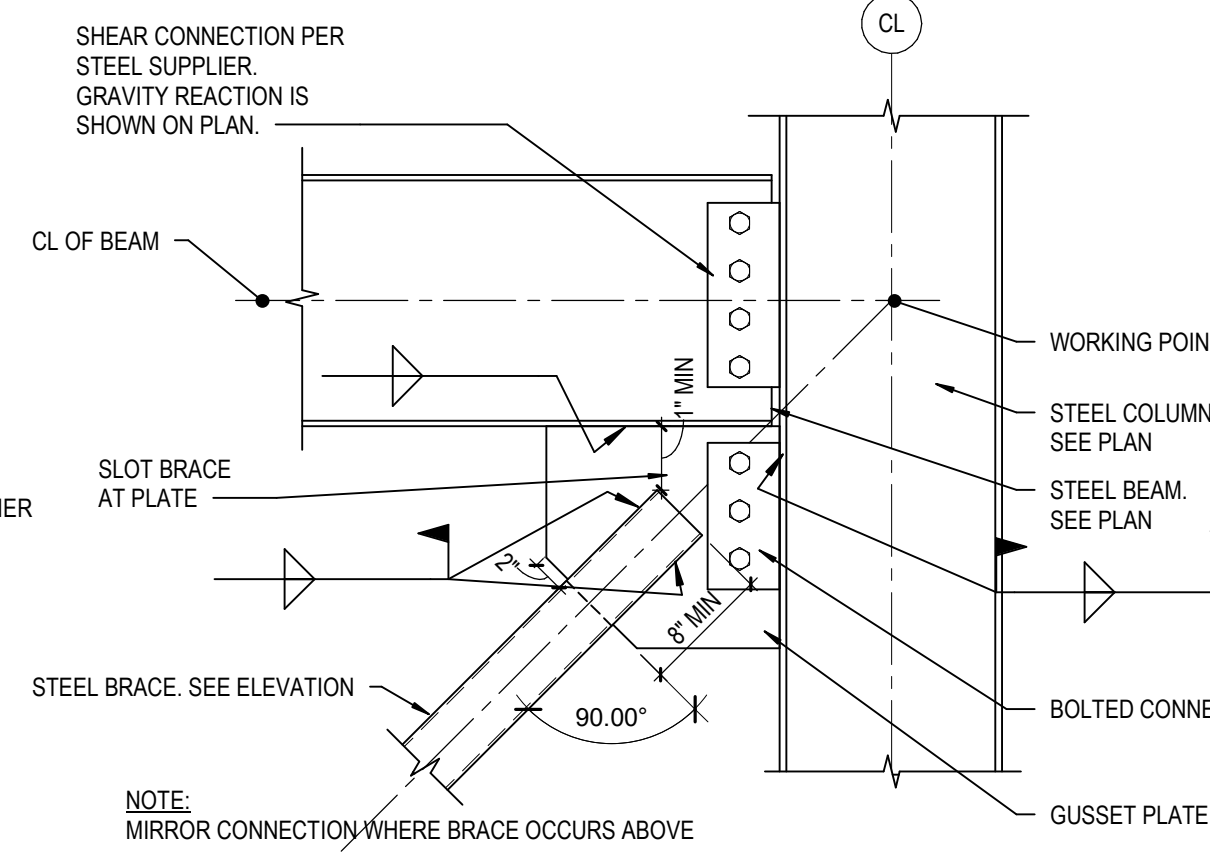 SHEAR CONNECTION PER
STEEL SUPPLIER.
GRAVITY REACTION IS
SHOWN ON PLAN.
CL
CL OF BEAM
WORKING POIN
1" MIN
STEEL COLUMN
SEE PLAN
SLOT BRACE
AT PLATE
STEEL BEAM.
SEE PLAN
IER
2"
8" MIN
STEEL BRACE. SEE ELEVATION
90.00°
BOLTED CONNE
NOTE:
MIRROR CONNECTION WHERE BRACE OCCURS ABOVE
GUSSET PLATE